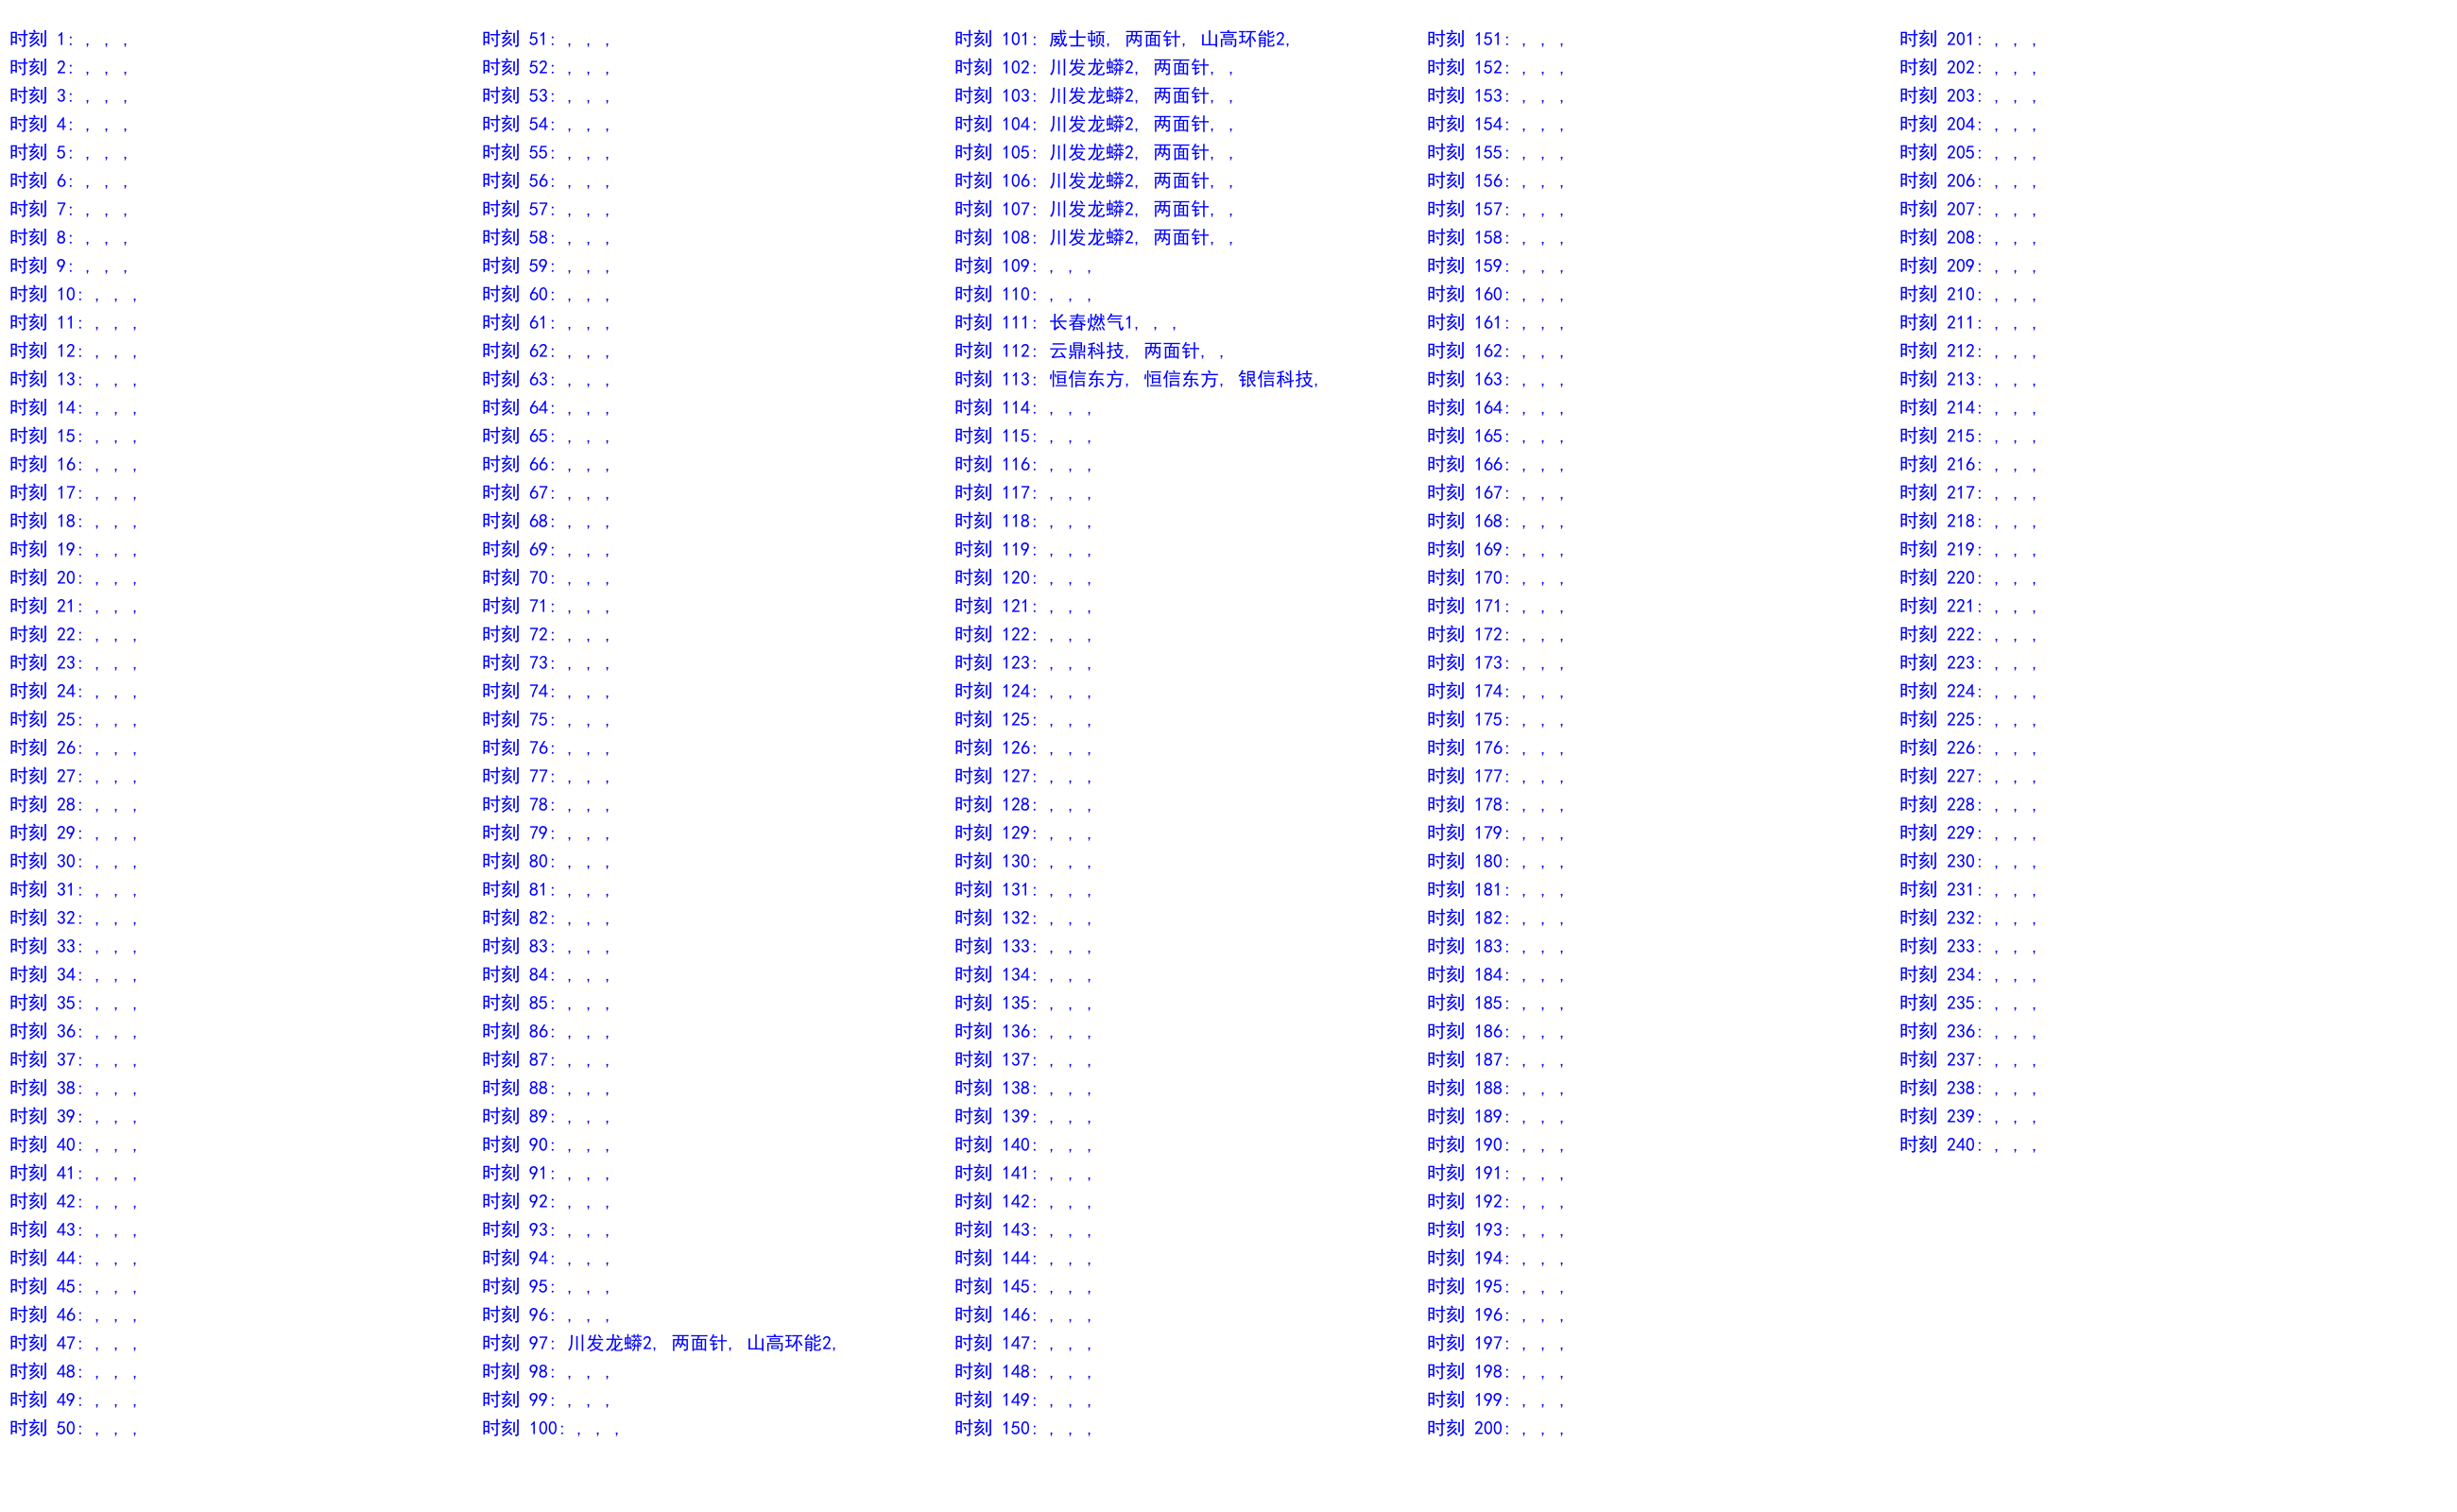 时刻 1: , , ,
时刻 2: , , ,
时刻 3: , , ,
时刻 4: , , ,
时刻 5: , , ,
时刻 6: , , ,
时刻 7: , , ,
时刻 8: , , ,
时刻 9: , , ,
时刻 10: , , ,
时刻 11: , , ,
时刻 12: , , ,
时刻 13: , , ,
时刻 14: , , ,
时刻 15: , , ,
时刻 16: , , ,
时刻 17: , , ,
时刻 18: , , ,
时刻 19: , , ,
时刻 20: , , ,
时刻 21: , , ,
时刻 22: , , ,
时刻 23: , , ,
时刻 24: , , ,
时刻 25: , , ,
时刻 26: , , ,
时刻 27: , , ,
时刻 28: , , ,
时刻 29: , , ,
时刻 30: , , ,
时刻 31: , , ,
时刻 32: , , ,
时刻 33: , , ,
时刻 34: , , ,
时刻 35: , , ,
时刻 36: , , ,
时刻 37: , , ,
时刻 38: , , ,
时刻 39: , , ,
时刻 40: , , ,
时刻 41: , , ,
时刻 42: , , ,
时刻 43: , , ,
时刻 44: , , ,
时刻 45: , , ,
时刻 46: , , ,
时刻 47: , , ,
时刻 48: , , ,
时刻 49: , , ,
时刻 50: , , ,
时刻 51: , , ,
时刻 52: , , ,
时刻 53: , , ,
时刻 54: , , ,
时刻 55: , , ,
时刻 56: , , ,
时刻 57: , , ,
时刻 58: , , ,
时刻 59: , , ,
时刻 60: , , ,
时刻 61: , , ,
时刻 62: , , ,
时刻 63: , , ,
时刻 64: , , ,
时刻 65: , , ,
时刻 66: , , ,
时刻 67: , , ,
时刻 68: , , ,
时刻 69: , , ,
时刻 70: , , ,
时刻 71: , , ,
时刻 72: , , ,
时刻 73: , , ,
时刻 74: , , ,
时刻 75: , , ,
时刻 76: , , ,
时刻 77: , , ,
时刻 78: , , ,
时刻 79: , , ,
时刻 80: , , ,
时刻 81: , , ,
时刻 82: , , ,
时刻 83: , , ,
时刻 84: , , ,
时刻 85: , , ,
时刻 86: , , ,
时刻 87: , , ,
时刻 88: , , ,
时刻 89: , , ,
时刻 90: , , ,
时刻 91: , , ,
时刻 92: , , ,
时刻 93: , , ,
时刻 94: , , ,
时刻 95: , , ,
时刻 96: , , ,
时刻 97: 川发龙蟒2, 两面针, 山高环能2,
时刻 98: , , ,
时刻 99: , , ,
时刻 100: , , ,
时刻 101: 威士顿, 两面针, 山高环能2,
时刻 102: 川发龙蟒2, 两面针, ,
时刻 103: 川发龙蟒2, 两面针, ,
时刻 104: 川发龙蟒2, 两面针, ,
时刻 105: 川发龙蟒2, 两面针, ,
时刻 106: 川发龙蟒2, 两面针, ,
时刻 107: 川发龙蟒2, 两面针, ,
时刻 108: 川发龙蟒2, 两面针, ,
时刻 109: , , ,
时刻 110: , , ,
时刻 111: 长春燃气1, , ,
时刻 112: 云鼎科技, 两面针, ,
时刻 113: 恒信东方, 恒信东方, 银信科技,
时刻 114: , , ,
时刻 115: , , ,
时刻 116: , , ,
时刻 117: , , ,
时刻 118: , , ,
时刻 119: , , ,
时刻 120: , , ,
时刻 121: , , ,
时刻 122: , , ,
时刻 123: , , ,
时刻 124: , , ,
时刻 125: , , ,
时刻 126: , , ,
时刻 127: , , ,
时刻 128: , , ,
时刻 129: , , ,
时刻 130: , , ,
时刻 131: , , ,
时刻 132: , , ,
时刻 133: , , ,
时刻 134: , , ,
时刻 135: , , ,
时刻 136: , , ,
时刻 137: , , ,
时刻 138: , , ,
时刻 139: , , ,
时刻 140: , , ,
时刻 141: , , ,
时刻 142: , , ,
时刻 143: , , ,
时刻 144: , , ,
时刻 145: , , ,
时刻 146: , , ,
时刻 147: , , ,
时刻 148: , , ,
时刻 149: , , ,
时刻 150: , , ,
时刻 151: , , ,
时刻 152: , , ,
时刻 153: , , ,
时刻 154: , , ,
时刻 155: , , ,
时刻 156: , , ,
时刻 157: , , ,
时刻 158: , , ,
时刻 159: , , ,
时刻 160: , , ,
时刻 161: , , ,
时刻 162: , , ,
时刻 163: , , ,
时刻 164: , , ,
时刻 165: , , ,
时刻 166: , , ,
时刻 167: , , ,
时刻 168: , , ,
时刻 169: , , ,
时刻 170: , , ,
时刻 171: , , ,
时刻 172: , , ,
时刻 173: , , ,
时刻 174: , , ,
时刻 175: , , ,
时刻 176: , , ,
时刻 177: , , ,
时刻 178: , , ,
时刻 179: , , ,
时刻 180: , , ,
时刻 181: , , ,
时刻 182: , , ,
时刻 183: , , ,
时刻 184: , , ,
时刻 185: , , ,
时刻 186: , , ,
时刻 187: , , ,
时刻 188: , , ,
时刻 189: , , ,
时刻 190: , , ,
时刻 191: , , ,
时刻 192: , , ,
时刻 193: , , ,
时刻 194: , , ,
时刻 195: , , ,
时刻 196: , , ,
时刻 197: , , ,
时刻 198: , , ,
时刻 199: , , ,
时刻 200: , , ,
时刻 201: , , ,
时刻 202: , , ,
时刻 203: , , ,
时刻 204: , , ,
时刻 205: , , ,
时刻 206: , , ,
时刻 207: , , ,
时刻 208: , , ,
时刻 209: , , ,
时刻 210: , , ,
时刻 211: , , ,
时刻 212: , , ,
时刻 213: , , ,
时刻 214: , , ,
时刻 215: , , ,
时刻 216: , , ,
时刻 217: , , ,
时刻 218: , , ,
时刻 219: , , ,
时刻 220: , , ,
时刻 221: , , ,
时刻 222: , , ,
时刻 223: , , ,
时刻 224: , , ,
时刻 225: , , ,
时刻 226: , , ,
时刻 227: , , ,
时刻 228: , , ,
时刻 229: , , ,
时刻 230: , , ,
时刻 231: , , ,
时刻 232: , , ,
时刻 233: , , ,
时刻 234: , , ,
时刻 235: , , ,
时刻 236: , , ,
时刻 237: , , ,
时刻 238: , , ,
时刻 239: , , ,
时刻 240: , , ,